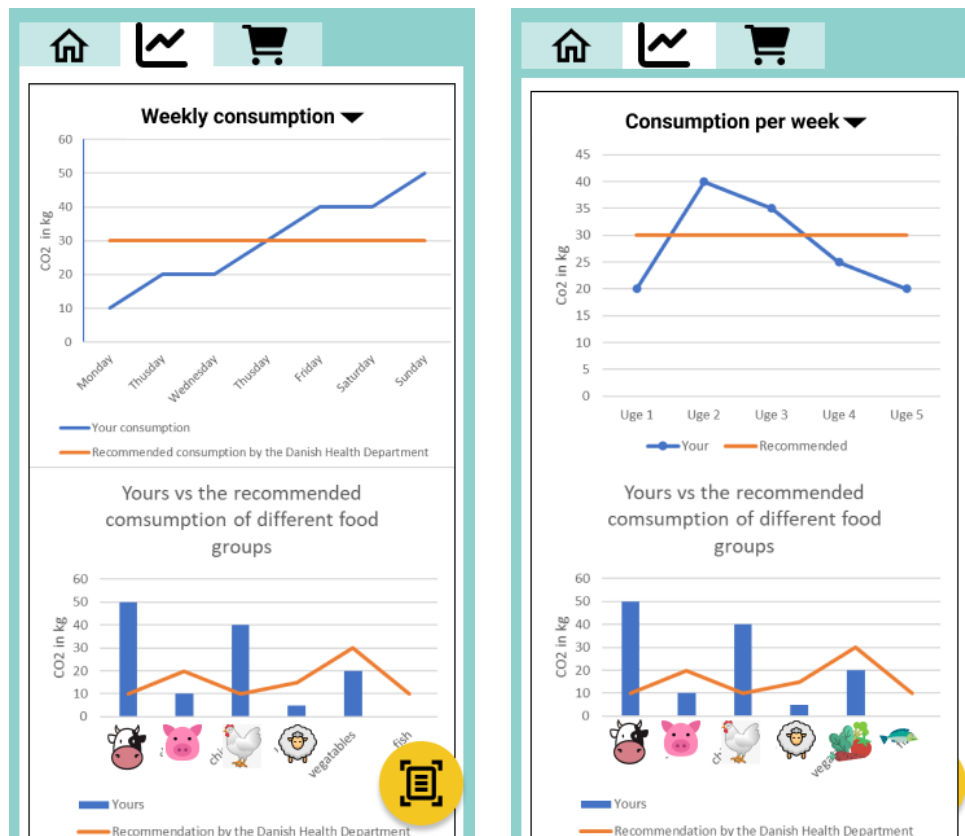 Weekly consumption
60
50
40
30
20
10
0
CO2 in kg
Monday
Thusday
Wednesday
Thusday
Friday
Saturday
Sunday
Your consumption
Recommended consumption by the Danish Health Department
Yours vs the recommended
comsumption of different food
groups
60
50
40
30
20
10
0
CO2 in kg
vegatables
fish
Yours
Recommendation by the Danish Health Department
Consumption per week
45
40
35
30
25
20
15
10
5
0
Co2 in kg
Uge 1
Uge 2
Uge 3
Uge 4
Uge 5
Your
Recommended
Yours vs the recommended
comsumption of different food
groups
60
50
40
30
20
10
0
CO2 in kg
Yours
Recommendation by the Danish Health Department